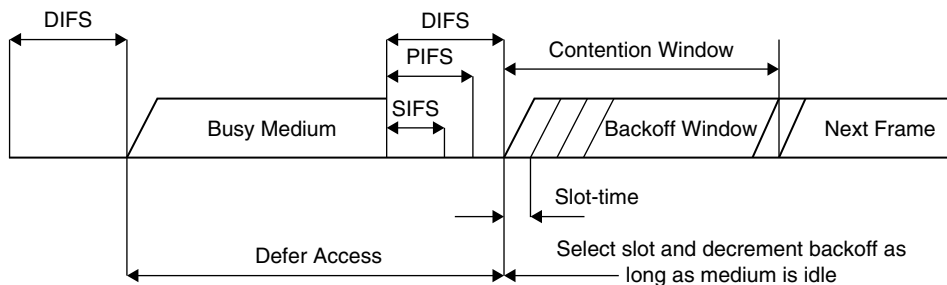 DIFS
DIFS
Contention Window
PIFS
SIFS
Busy Medium
Backoff Window
Next Frame
Slot-time
Defer Access
Select slot and decrement backoff as
long as medium is idle